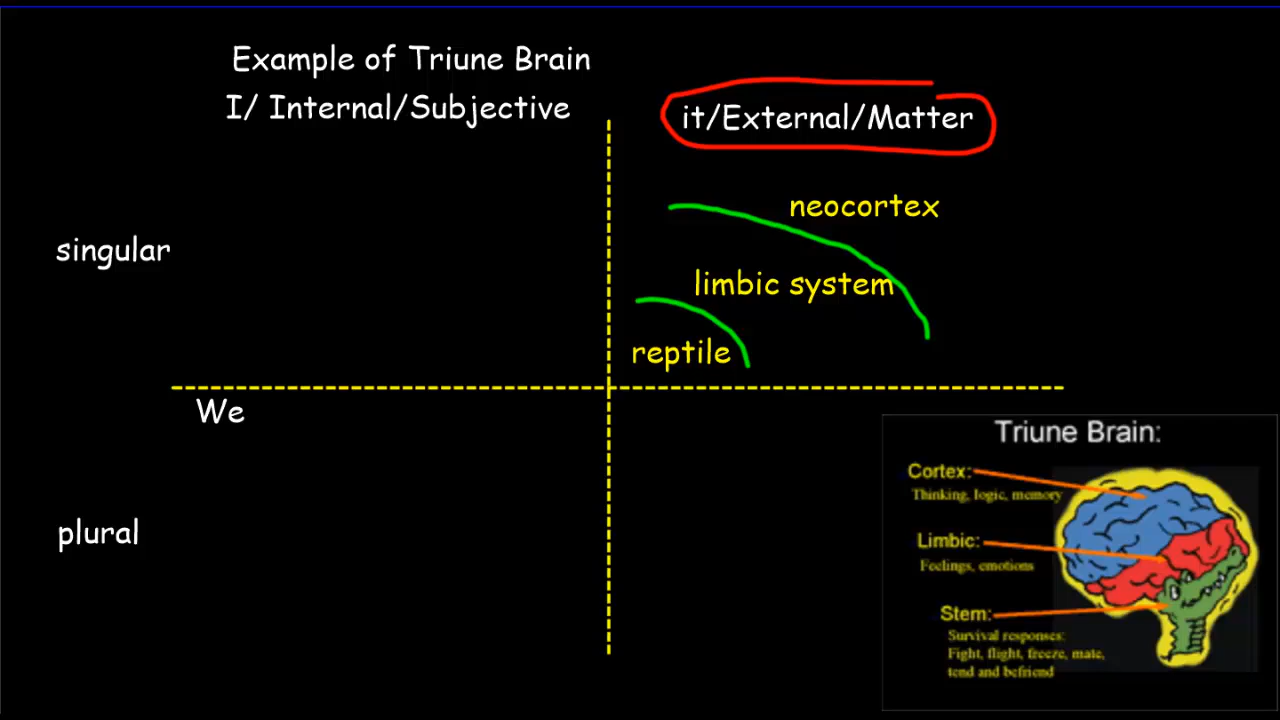 Example of Triune Brain
I/ Internal/Subjective
it/External/Matter
neocortex
singular
limbic system
reptile
We
plural
Triune Brain:
Cortex:
Thinking, logic, memory
Limbic:
Feelings, emotions
Stem:
Survival responses:
Fight, flight, freeze, mate,
tend and befriend